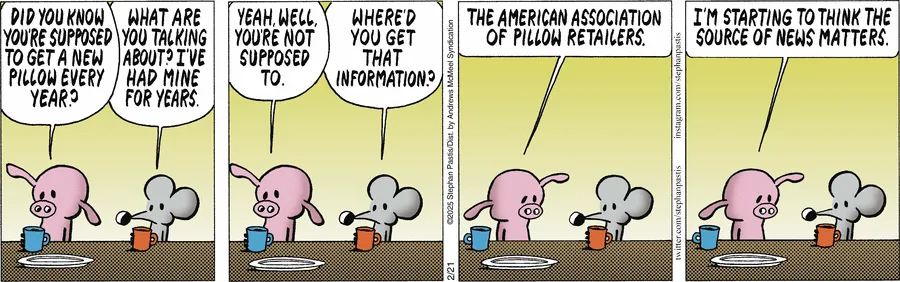 DID YOU KNOW
YOU'RE SUPPOSED
TO GET A NEW
PILLOW EVERY
YEAR?
WHAT ARE
YOU TALKING
ABOUT? I'VE
HAD MINE
FOR YEARS.
YEAH, WELL,
YOU'RE NOT
SUPPOSED
TO.
WHERE'D
YOU GET
THAT
INFORMATION?
©2025 Stephan Pastis/Dist. by Andrews McMeel Syndication
2/21
THE AMERICAN ASSOCIATION
OF PILLOW RETAILERS.
twitter.com/stephanpastis
instagram.com/stephanpastis
I'M STARTING TO THINK THE
SOURCE OF NEWS MATTERS.